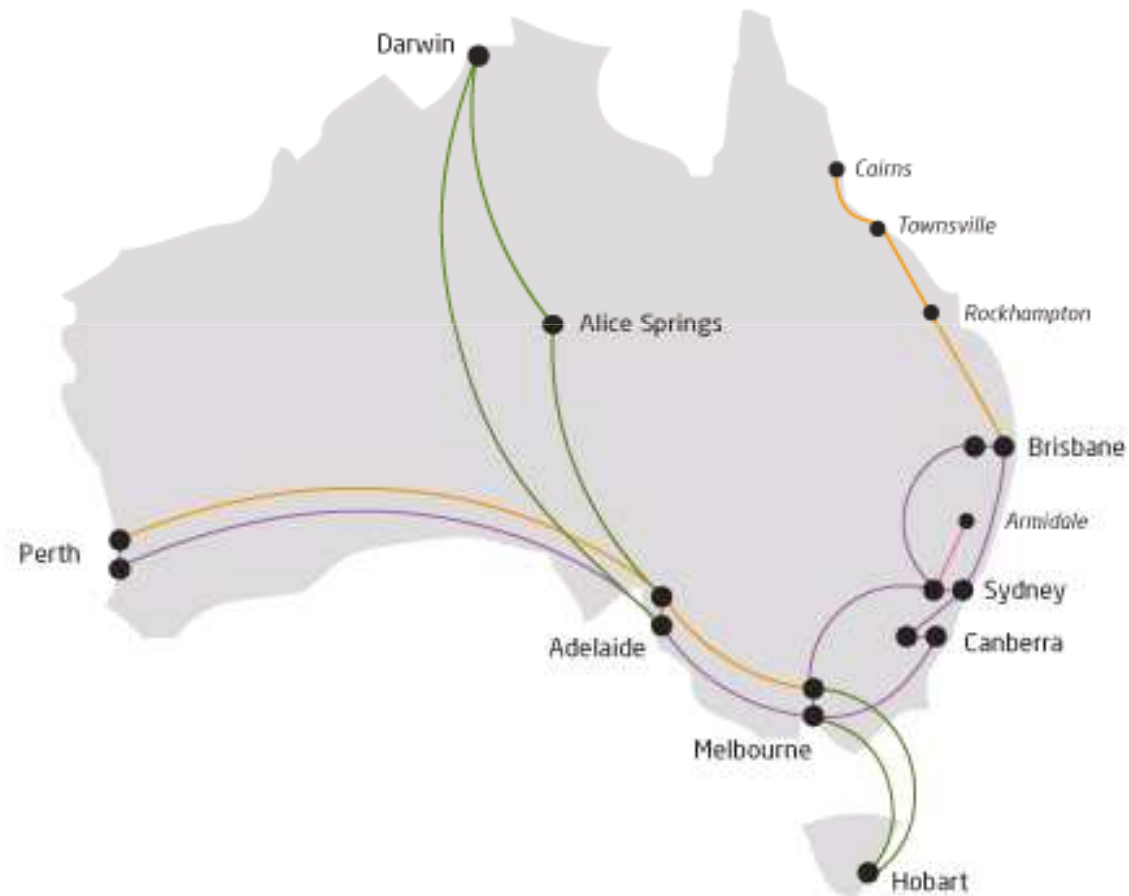 Darwin
Cairns
Townsville
Rockhampton
Alice Springs
Brisbane
Armidale
Perth
Sydney
Adelaide
Canberra
Melbourne
Hobart